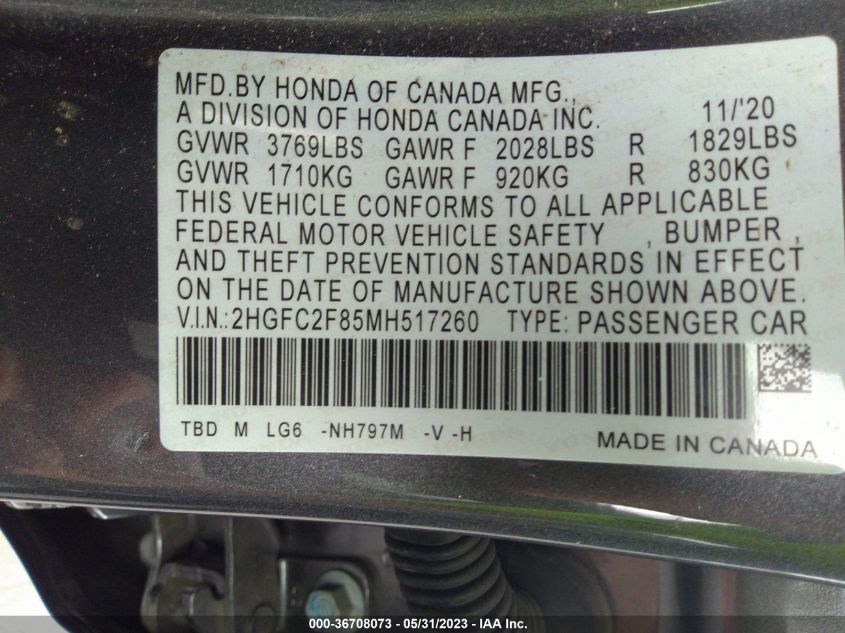 MFD.BY HONDA OF CANADA MFG.,
A DIVISION OF HONDA CANADA INC. 11/'20
GVWR 3769LBS GAWR F 2028LBS R 1829LBS
GVWR 1710KG GAWR F 920KG R 830KG
THIS VEHICLE CONFORMS TO ALL APPLICABLE
FEDERAL MOTOR VEHICLE SAFETY , BUMPER ,
AND THEFT PREVENTION STANDARDS IN EFFECT
ON THE DATE OF MANUFACTURE SHOWN ABOVE.
V.I.N.:2HGFC2F85MH517260 TYPE: PASSENGER CAR
TBD M LG6 -NH797M -V -H
MADE IN CANADA
000-36708073 - 05/31/2023 - IAA Inc.